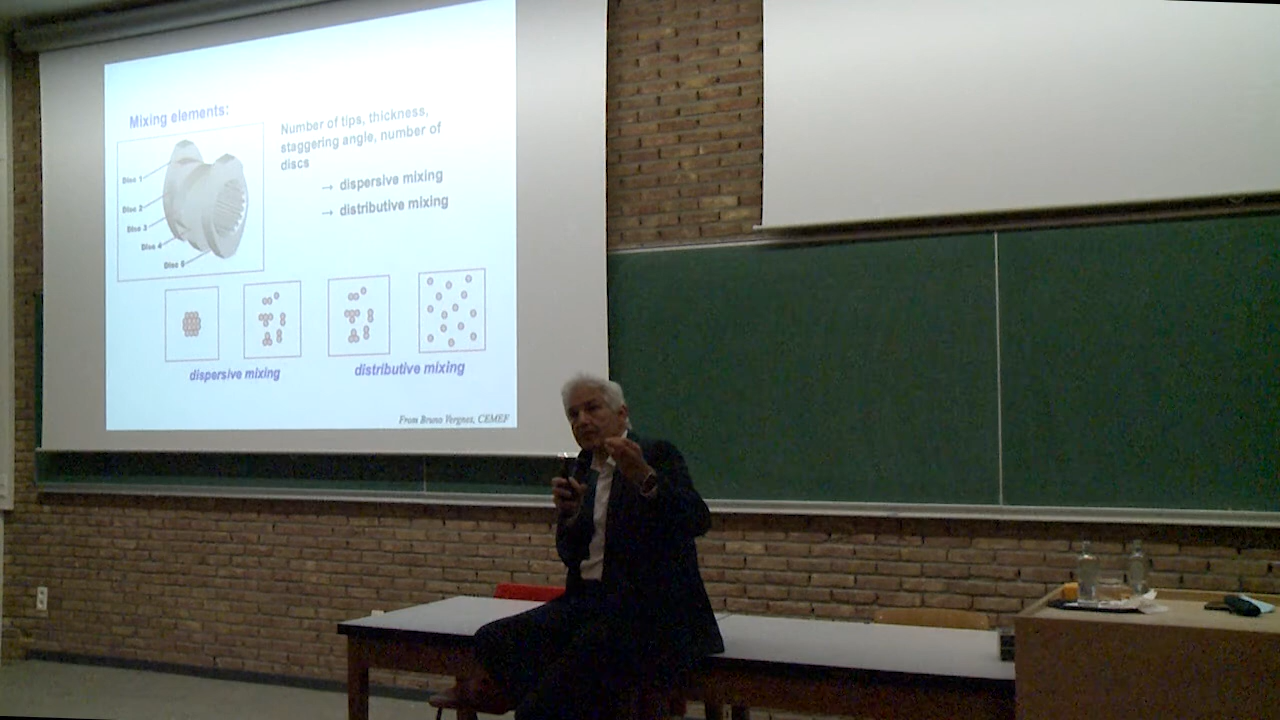 Mixing elements:
Number of tips, thickness,
staggering angle, number of
discs
→ dispersive mixing
→ distributive mixing
Disc 1
Disc 2
Disc 3
Disc 4
Disc 5
dispersive mixing
distributive mixing
From Bruno Vergnes, CEMEF